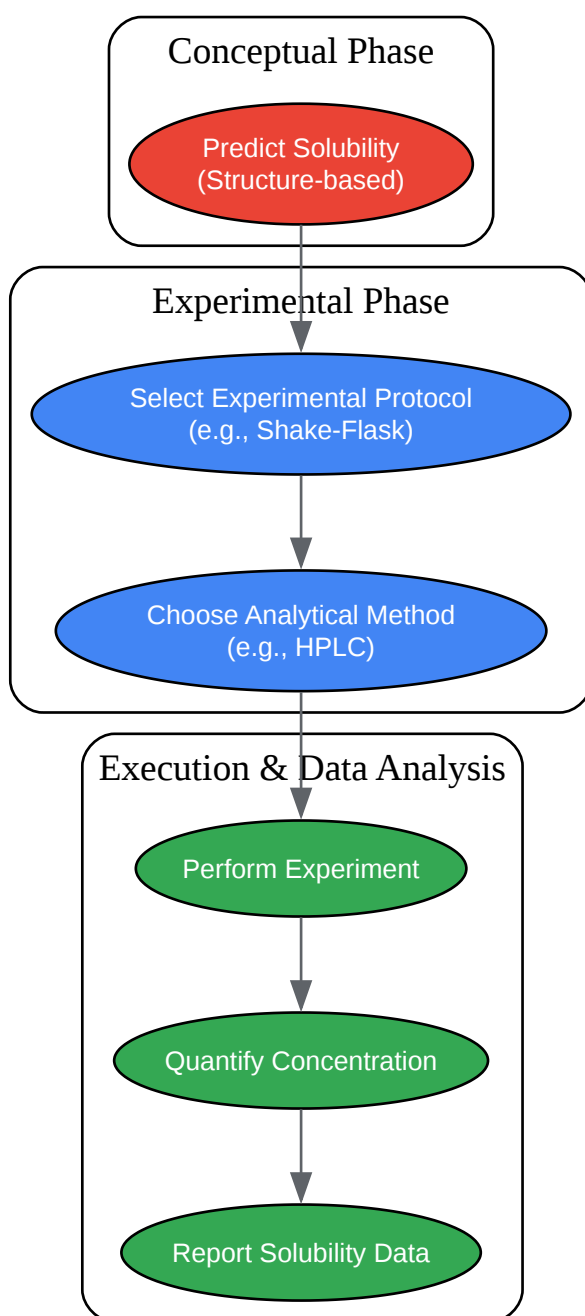 Conceptual Phase
Predict Solubility
(Structure-based)
Experimental Phase
Select Experimental Protocol
(e.g., Shake-Flask)
Choose Analytical Method
(e.g., HPLC)
Execution & Data Analysis
Perform Experiment
Quantify Concentration
Report Solubility Data